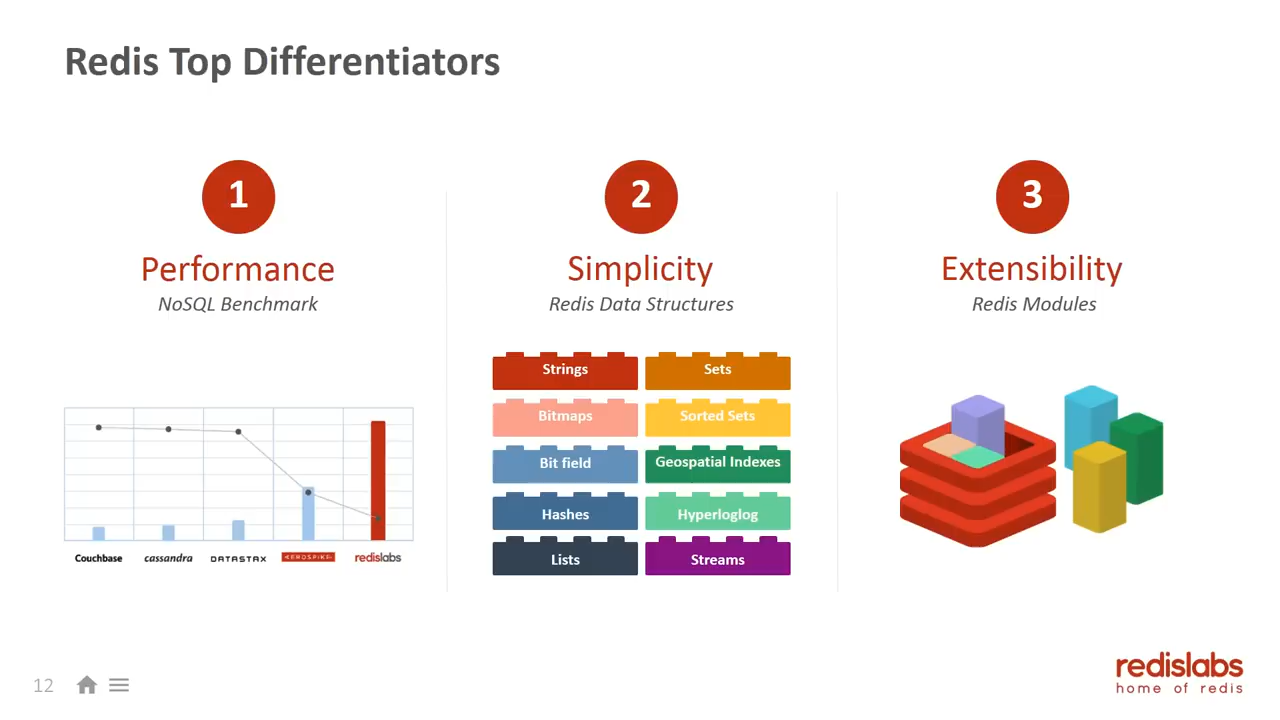 Redis Top Differentiators
1
Performance
NoSQL Benchmark
Couchbase
cassandra
DATASTAX
AEROSPIKE
redislabs
2
Simplicity
Redis Data Structures
Strings
Sets
Bitmaps
Sorted Sets
Bit field
Geospatial Indexes
Hashes
Hyperloglog
Lists
Streams
3
Extensibility
Redis Modules
12
redislabs
home of redis